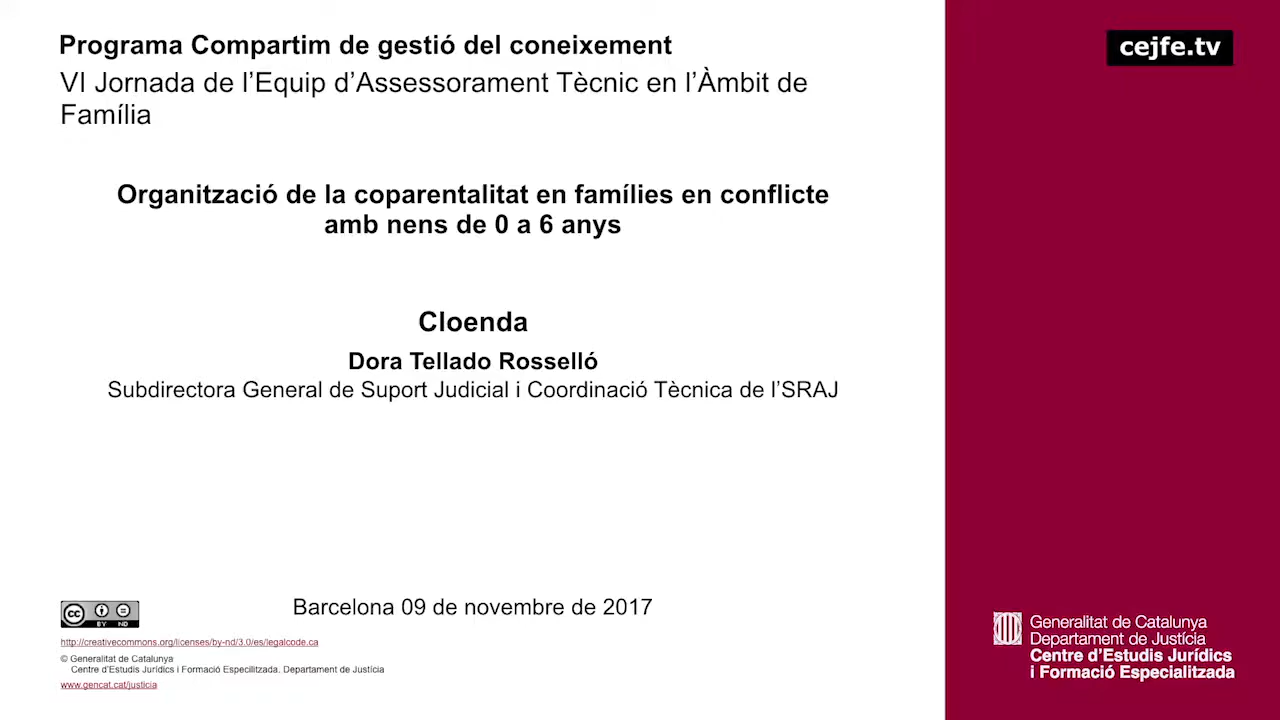 Programa Compartim de gestió del coneixement
cejfe.tv
VI Jornada de l’Equip d’Assessorament Tècnic en l’Àmbit de
Família
Organització de la coparentalitat en famílies en conflicte
amb nens de 0 a 6 anys
Cloenda
Dora Tellado Rosselló
Subdirectora General de Suport Judicial i Coordinació Tècnica de l’SRAJ
Barcelona 09 de novembre de 2017
cc BY ND
http://creativecommons.org/licenses/by-nd/3.0/es/legalcode.ca
© Generalitat de Catalunya
Centre d’Estudis Jurídics i Formació Especilitzada. Departament de Justícia
www.gencat.cat/justicia
Generalitat de Catalunya
Departament de Justícia
Centre d’Estudis Jurídics
i Formació Especialitzada